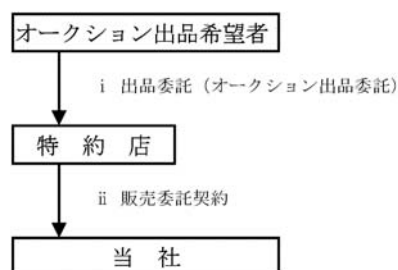 オークション出品希望者
ⅰ 出品委託（オークション出品委託）
特約店
ⅱ 販売委託契約
当社